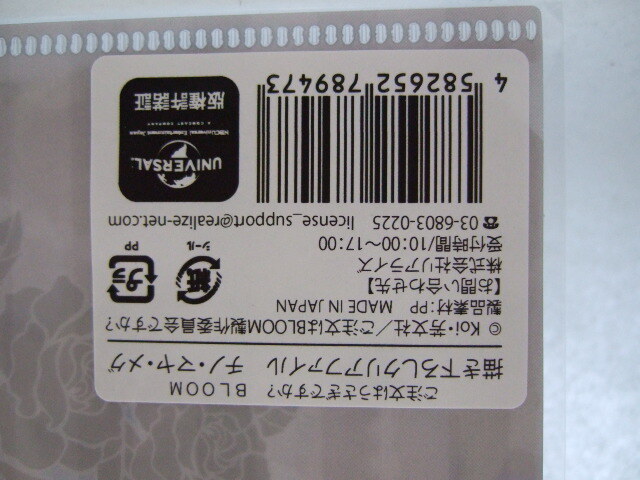 ご注文はうさぎですか? BLOOM
描き下ろしクリアファイル チノ・マヤ・メグ
© Koi・芳文社/ご注文はBLOOM製作委員会ですか?
製品素材:PP MADE IN JAPAN
【お問い合わせ先】
株式会社リアライズ
受付時間/10:00~17:00
☎03-6803-0225 license_support@realize-net.com
紙
シール
プラ
PP
4 582652 789473
UNIVERSAL
A COMCAST COMPANY
NBCUniversal Entertainment Japan
版権許諾証